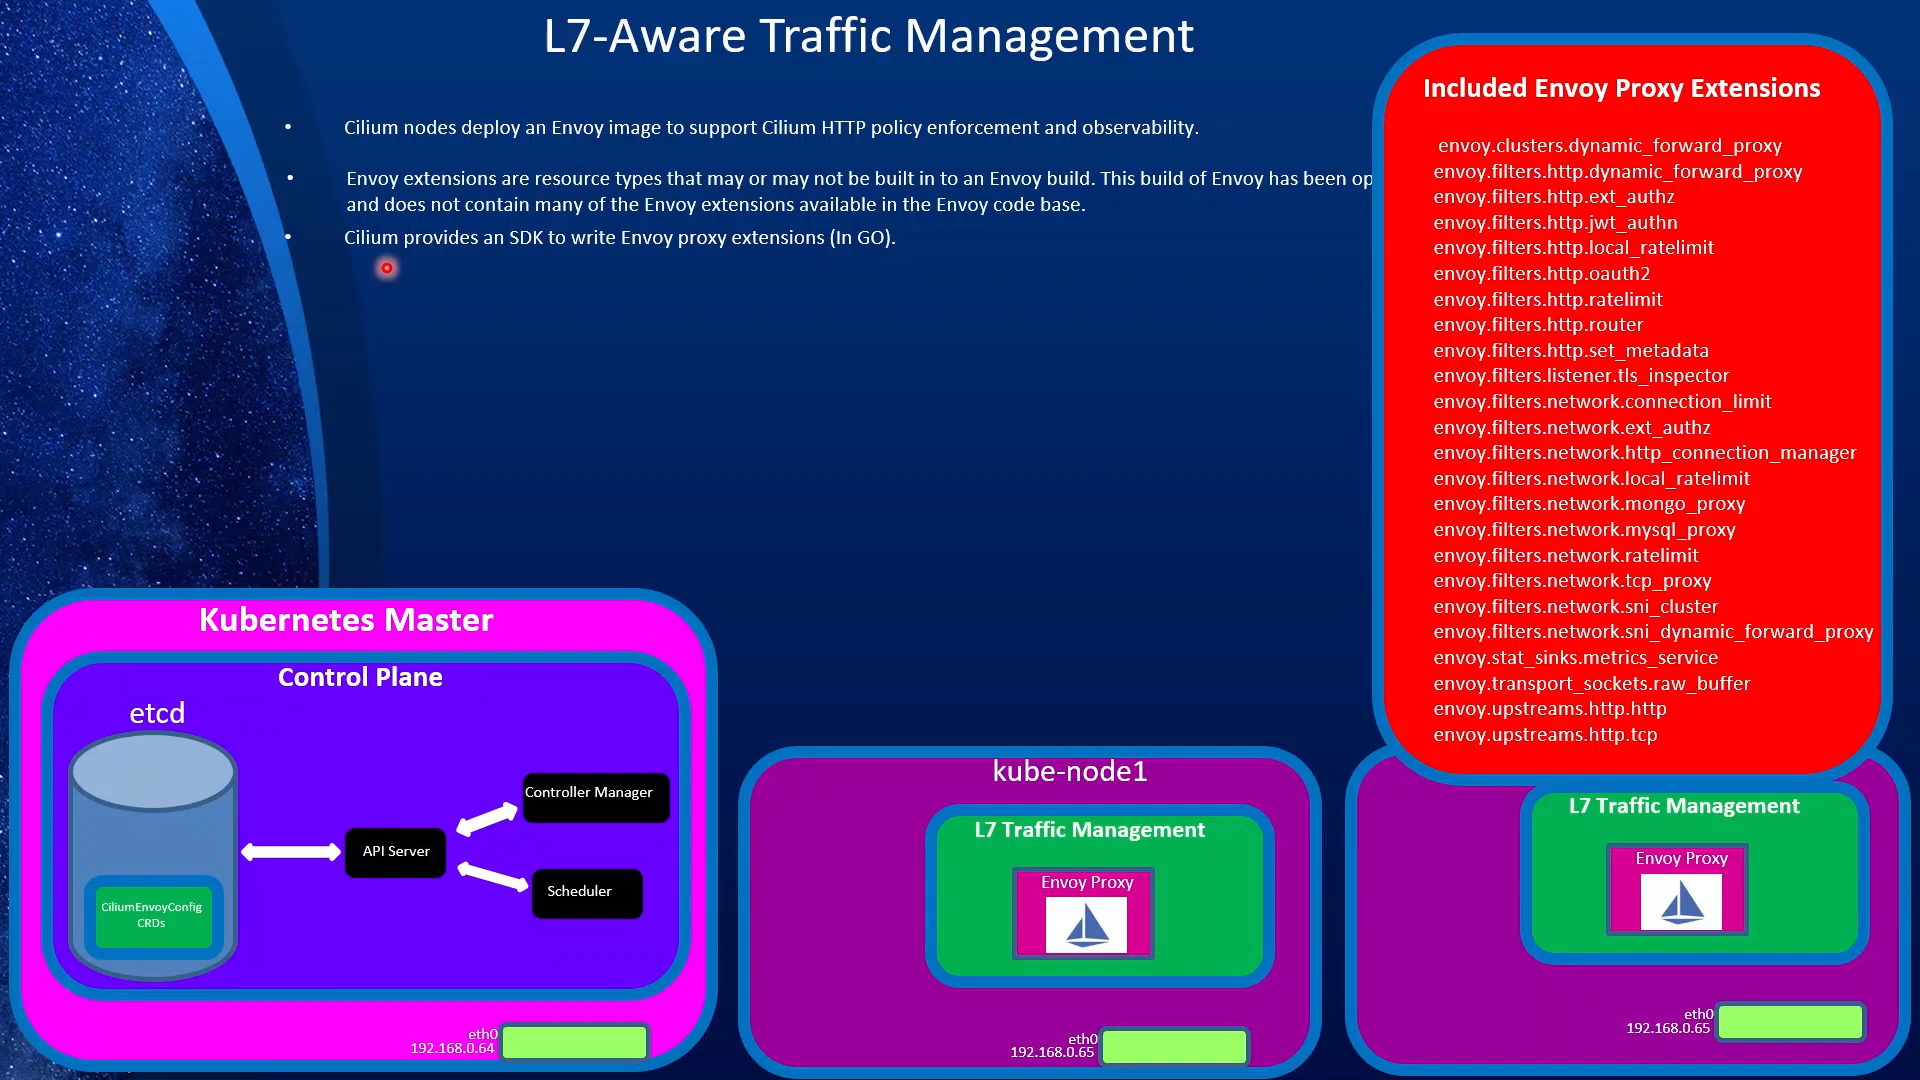 L7-Aware Traffic Management
• Cilium nodes deploy an Envoy image to support Cilium HTTP policy enforcement and observability.
• Envoy extensions are resource types that may or may not be built in to an Envoy build. This build of Envoy has been op
and does not contain many of the Envoy extensions available in the Envoy code base.
• Cilium provides an SDK to write Envoy proxy extensions (In GO).
Included Envoy Proxy Extensions
envoy.clusters.dynamic_forward_proxy
envoy.filters.http.dynamic_forward_proxy
envoy.filters.http.ext_authz
envoy.filters.http.jwt_authn
envoy.filters.http.local_ratelimit
envoy.filters.http.oauth2
envoy.filters.http.ratelimit
envoy.filters.http.router
envoy.filters.http.set_metadata
envoy.filters.listener.tls_inspector
envoy.filters.network.connection_limit
envoy.filters.network.ext_authz
envoy.filters.network.http_connection_manager
envoy.filters.network.local_ratelimit
envoy.filters.network.mongo_proxy
envoy.filters.network.mysql_proxy
envoy.filters.network.ratelimit
envoy.filters.network.tcp_proxy
envoy.filters.network.sni_cluster
envoy.filters.network.sni_dynamic_forward_proxy
envoy.stat_sinks.metrics_service
envoy.transport_sockets.raw_buffer
envoy.upstreams.http.http
envoy.upstreams.http.tcp
Kubernetes Master
Control Plane
etcd
CiliumEnvoyConfig
CRDs
API Server
Controller Manager
Scheduler
eth0
192.168.0.64
kube-node1
L7 Traffic Management
Envoy Proxy
eth0
192.168.0.65
L7 Traffic Management
Envoy Proxy
eth0
192.168.0.65